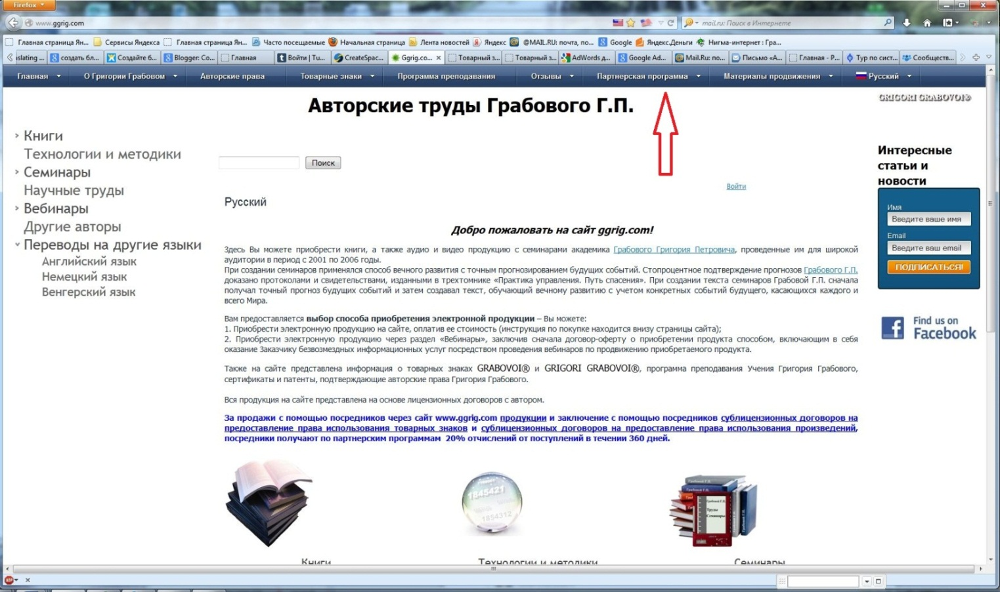 Firefox
www.ggrig.com
mail.ru: Поиск в Интернете
Главная страница Ян... Сервисы Яндекса Главная страница Ян... Часто посещаемые Начальная страница Лента новостей Яндекс @MAIL.RU: почта, по... Google Яндекс.Деньги Нигма-интернет : Гра...
islating ... создать бл... Создайте б... Blogger: Co... Главная Войти | Tu... CreateSpac... Ggrig.co... × Товарный з... Товарный з... AdWords д... Google Ad... Mail.Ru: по... Письмо «А... Главная - Р... Тур по сист... Сообществ...
Главная О Григории Грабовом Авторские права Товарные знаки Программа преподавания Отзывы Партнерская программа Материалы продвижения Русский
Авторские труды Грабового Г.П.
GRIGORI GRABOVOI®
Книги
Технологии и методики
Семинары
Научные труды
Вебинары
Другие авторы
Переводы на другие языки
Английский язык
Немецкий язык
Венгерский язык
Поиск
Войти
Русский
Добро пожаловать на сайт ggrig.com!
Здесь Вы можете приобрести книги, а также аудио и видео продукцию с семинарами академика Грабового Григория Петровича, проведенные им для широкой
аудитории в период с 2001 по 2006 годы.
При создании семинаров применялся способ вечного развития с точным прогнозированием будущих событий. Стопроцентное подтверждение прогнозов Грабового Г.П.
доказано протоколами и свидетельствами, изданными в трехтомнике «Практика управления. Путь спасения». При создании текста семинаров Грабовой Г.П. сначала
получал точный прогноз будущих событий и затем создавал текст, обучающий вечному развитию с учетом конкретных событий будущего, касающихся каждого и
всего Мира.
Вам предоставляется выбор способа приобретения электронной продукции – Вы можете:
1. Приобрести электронную продукцию на сайте, оплатив ее стоимость (инструкция по покупке находится внизу страницы сайта);
2. Приобрести электронную продукцию через раздел «Вебинары», заключив сначала договор-оферту о приобретении продукта способом, включающим в себя
оказание Заказчику безвозмездных информационных услуг посредством проведения вебинаров по продвижению приобретаемого продукта.
Также на сайте представлена информация о товарных знаках GRABOVOI® и GRIGORI GRABOVOI®, программа преподавания Учения Григория Грабового,
сертификаты и патенты, подтверждающие авторские права Григория Грабового.
Вся продукция на сайте представлена на основе лицензионных договоров с автором.
За продажи с помощью посредников через сайт www.ggrig.com продукции и заключение с помощью посредников сублицензионных договоров на
предоставление права использования товарных знаков и сублицензионных договоров на предоставление права использования произведений,
посредники получают по партнерским программам 20% отчислений от поступлений в течении 360 дней.
Интересные
статьи и
новости
Имя
Введите ваше имя
Email
Введите ваш email
ПОДПИСАТЬСЯ!
Find us on
Facebook
1845421
1854312
Грабовой Г.П.
Труды
Семинары
Книги Технологии и методики Семинары
ABP